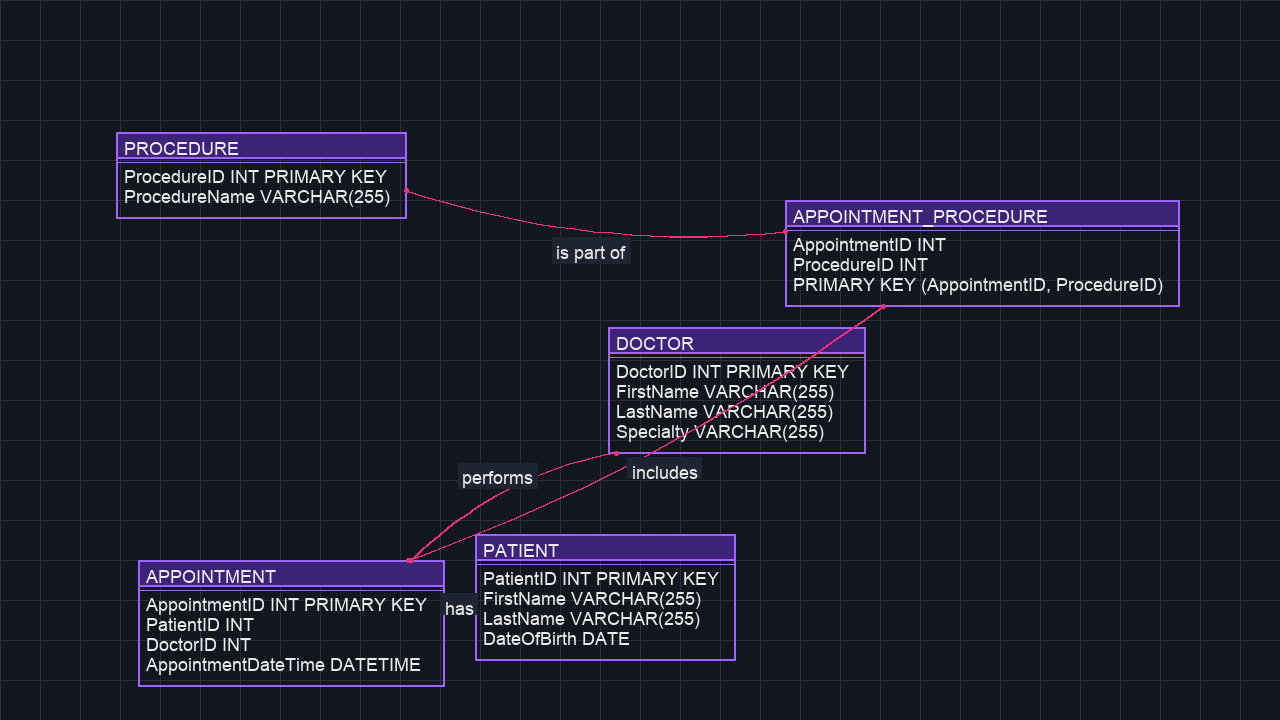 PROCEDURE
ProcedureID INT PRIMARY KEY
ProcedureName VARCHAR(255)
APPOINTMENT_PROCEDURE
AppointmentID INT
ProcedureID INT
PRIMARY KEY (AppointmentID, ProcedureID)
is part of
DOCTOR
DoctorID INT PRIMARY KEY
FirstName VARCHAR(255)
LastName VARCHAR(255)
Specialty VARCHAR(255)
performs
includes
APPOINTMENT
AppointmentID INT PRIMARY KEY
PatientID INT
DoctorID INT
AppointmentDateTime DATETIME
has
PATIENT
PatientID INT PRIMARY KEY
FirstName VARCHAR(255)
LastName VARCHAR(255)
DateOfBirth DATE